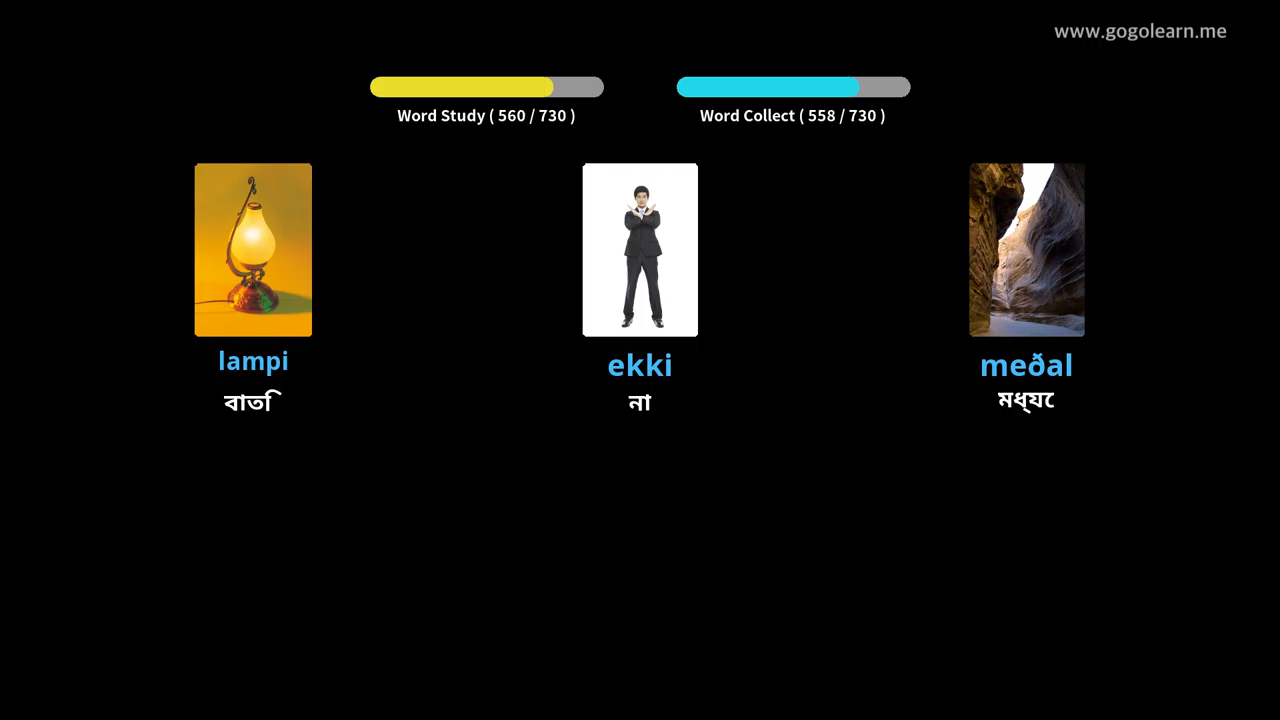 www.gogolearn.me
Word Study ( 560 / 730 )
Word Collect ( 558 / 730 )
lampi
ekki
meðal
বাতি
না
মধ্যে